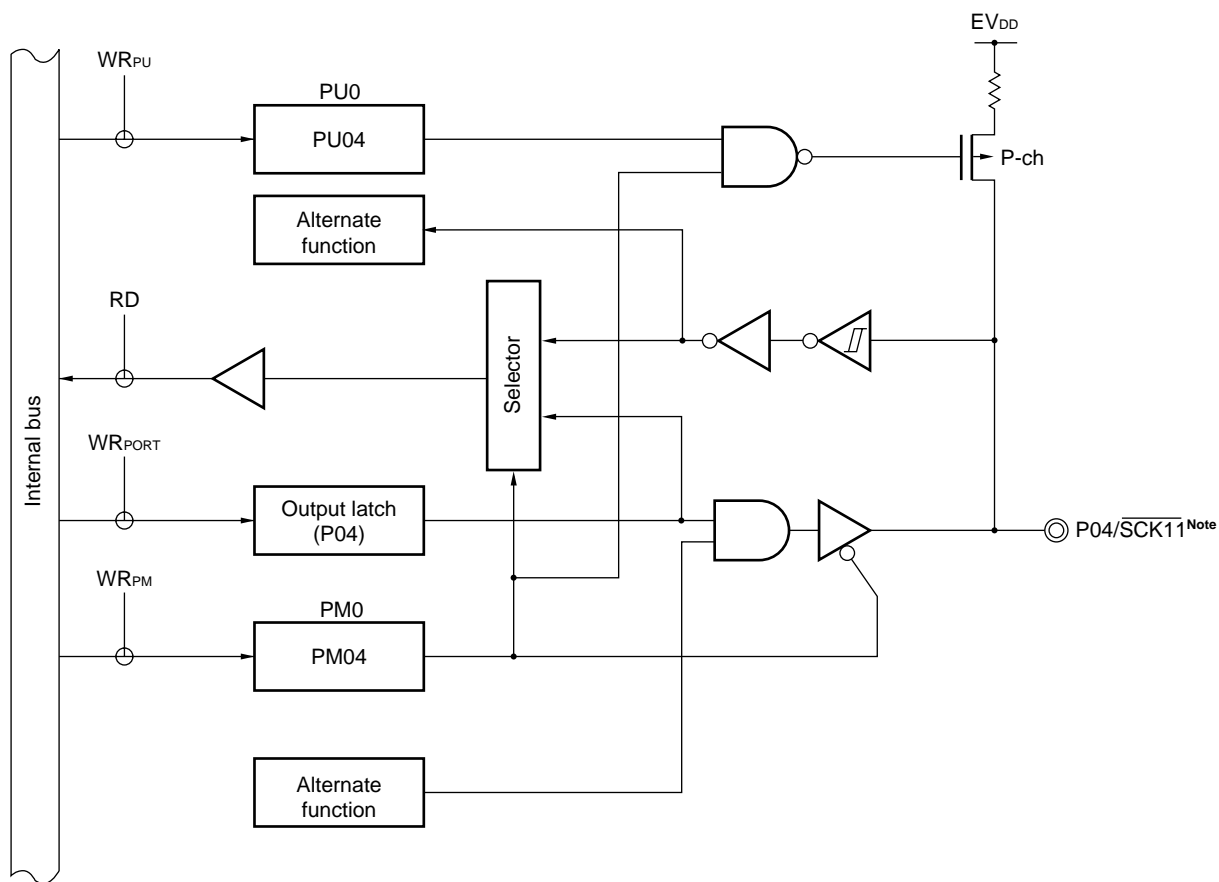 EVDD
WRPU
PU0
PU04
P-ch
Alternate
function
RD
Selector
Internal bus
WRPORT
Output latch
(P04)
P04/SCK11Note
WRPM
PM0
PM04
Alternate
function